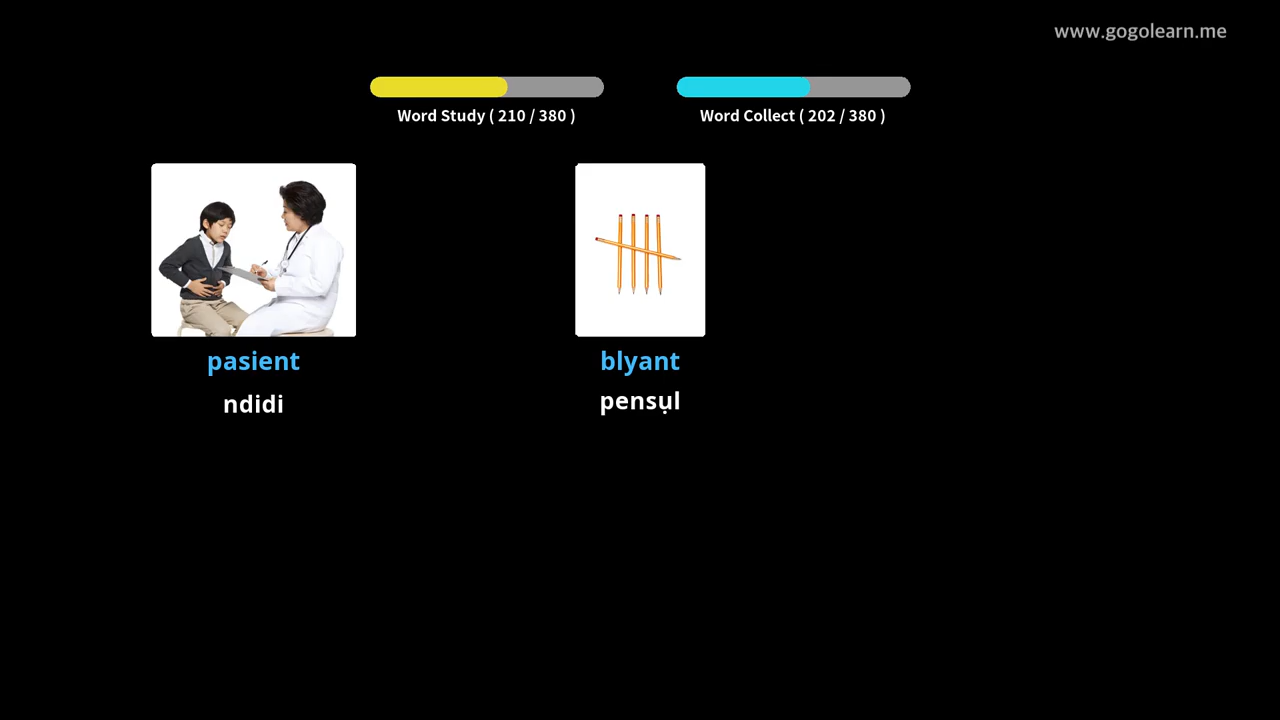 www.gogolearn.me
Word Study ( 210 / 380 )
Word Collect ( 202 / 380 )
pasient
blyant
ndidi
pensụl